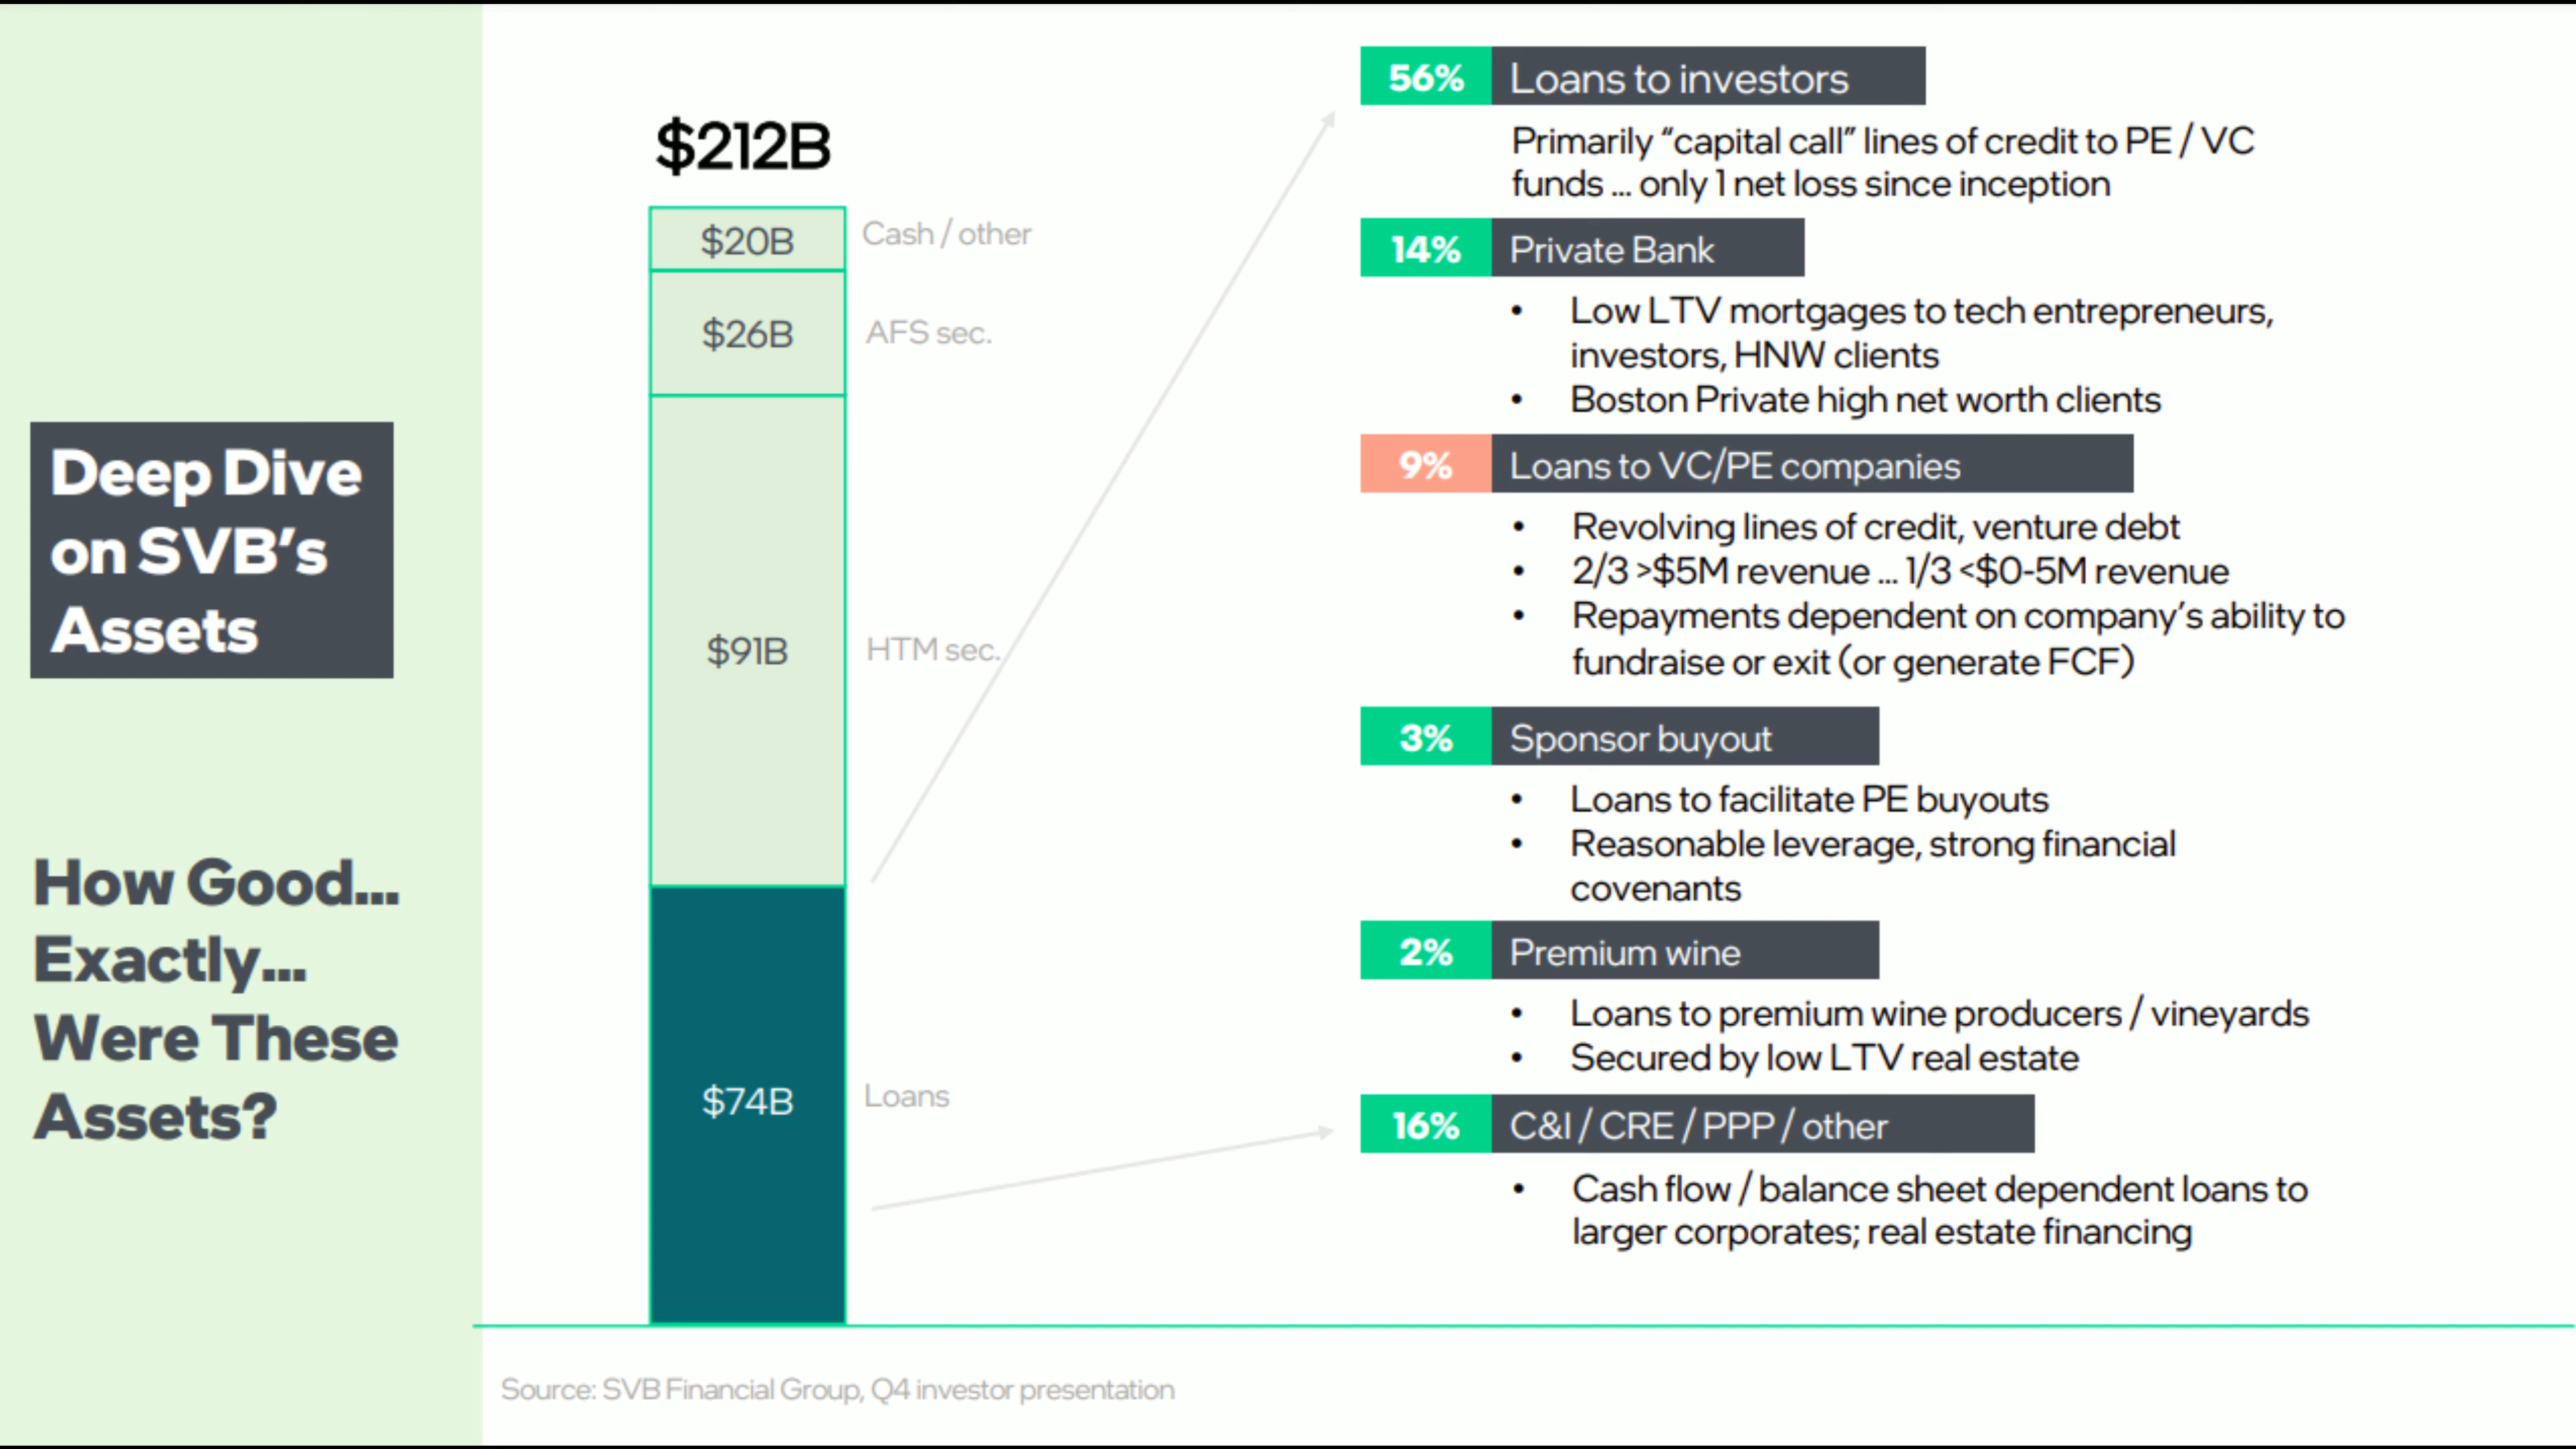 Deep Dive
on SVB’s
Assets
How Good...
Exactly...
Were These
Assets?
$212B
$20B
Cash / other
$26B
AFS sec.
$91B
HTM sec.
$74B
Loans
56% Loans to investors
Primarily “capital call” lines of credit to PE / VC
funds ... only 1 net loss since inception
14% Private Bank
• Low LTV mortgages to tech entrepreneurs,
investors, HNW clients
• Boston Private high net worth clients
9% Loans to VC/PE companies
• Revolving lines of credit, venture debt
• 2/3 >$5M revenue ... 1/3 <$0-5M revenue
• Repayments dependent on company’s ability to
fundraise or exit (or generate FCF)
3% Sponsor buyout
• Loans to facilitate PE buyouts
• Reasonable leverage, strong financial
covenants
2% Premium wine
• Loans to premium wine producers / vineyards
• Secured by low LTV real estate
16% C&I / CRE / PPP / other
• Cash flow / balance sheet dependent loans to
larger corporates; real estate financing
Source: SVB Financial Group, Q4 investor presentation